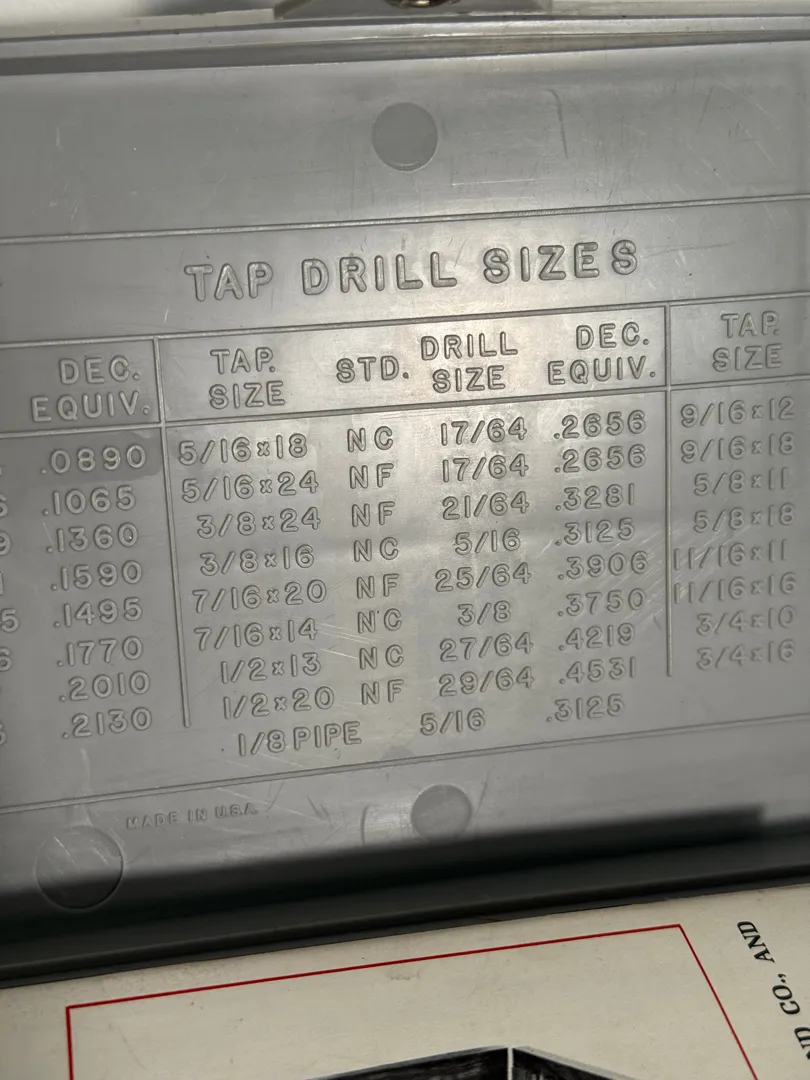 TAP DRILL SIZES
DEC. EQUIV. TAP. SIZE STD. DRILL SIZE DEC. EQUIV. TAP. SIZE
.0890 5/16x18 NC 17/64 .2656 9/16x12
.1065 5/16x24 NF 17/64 .2656 9/16x18
.1360 3/8x24 NF 21/64 .3281 5/8x11
.1590 3/8x16 NC 5/16 .3125 5/8x18
.1495 7/16x20 NF 25/64 .3906 11/16x11
.1770 7/16x14 NC 3/8 .3750 11/16x16
.2010 1/2x13 NC 27/64 .4219 3/4x10
.2130 1/2x20 NF 29/64 .4531 3/4x16
1/8 PIPE 5/16 .3125
MADE IN U.S.A.
CO., AND